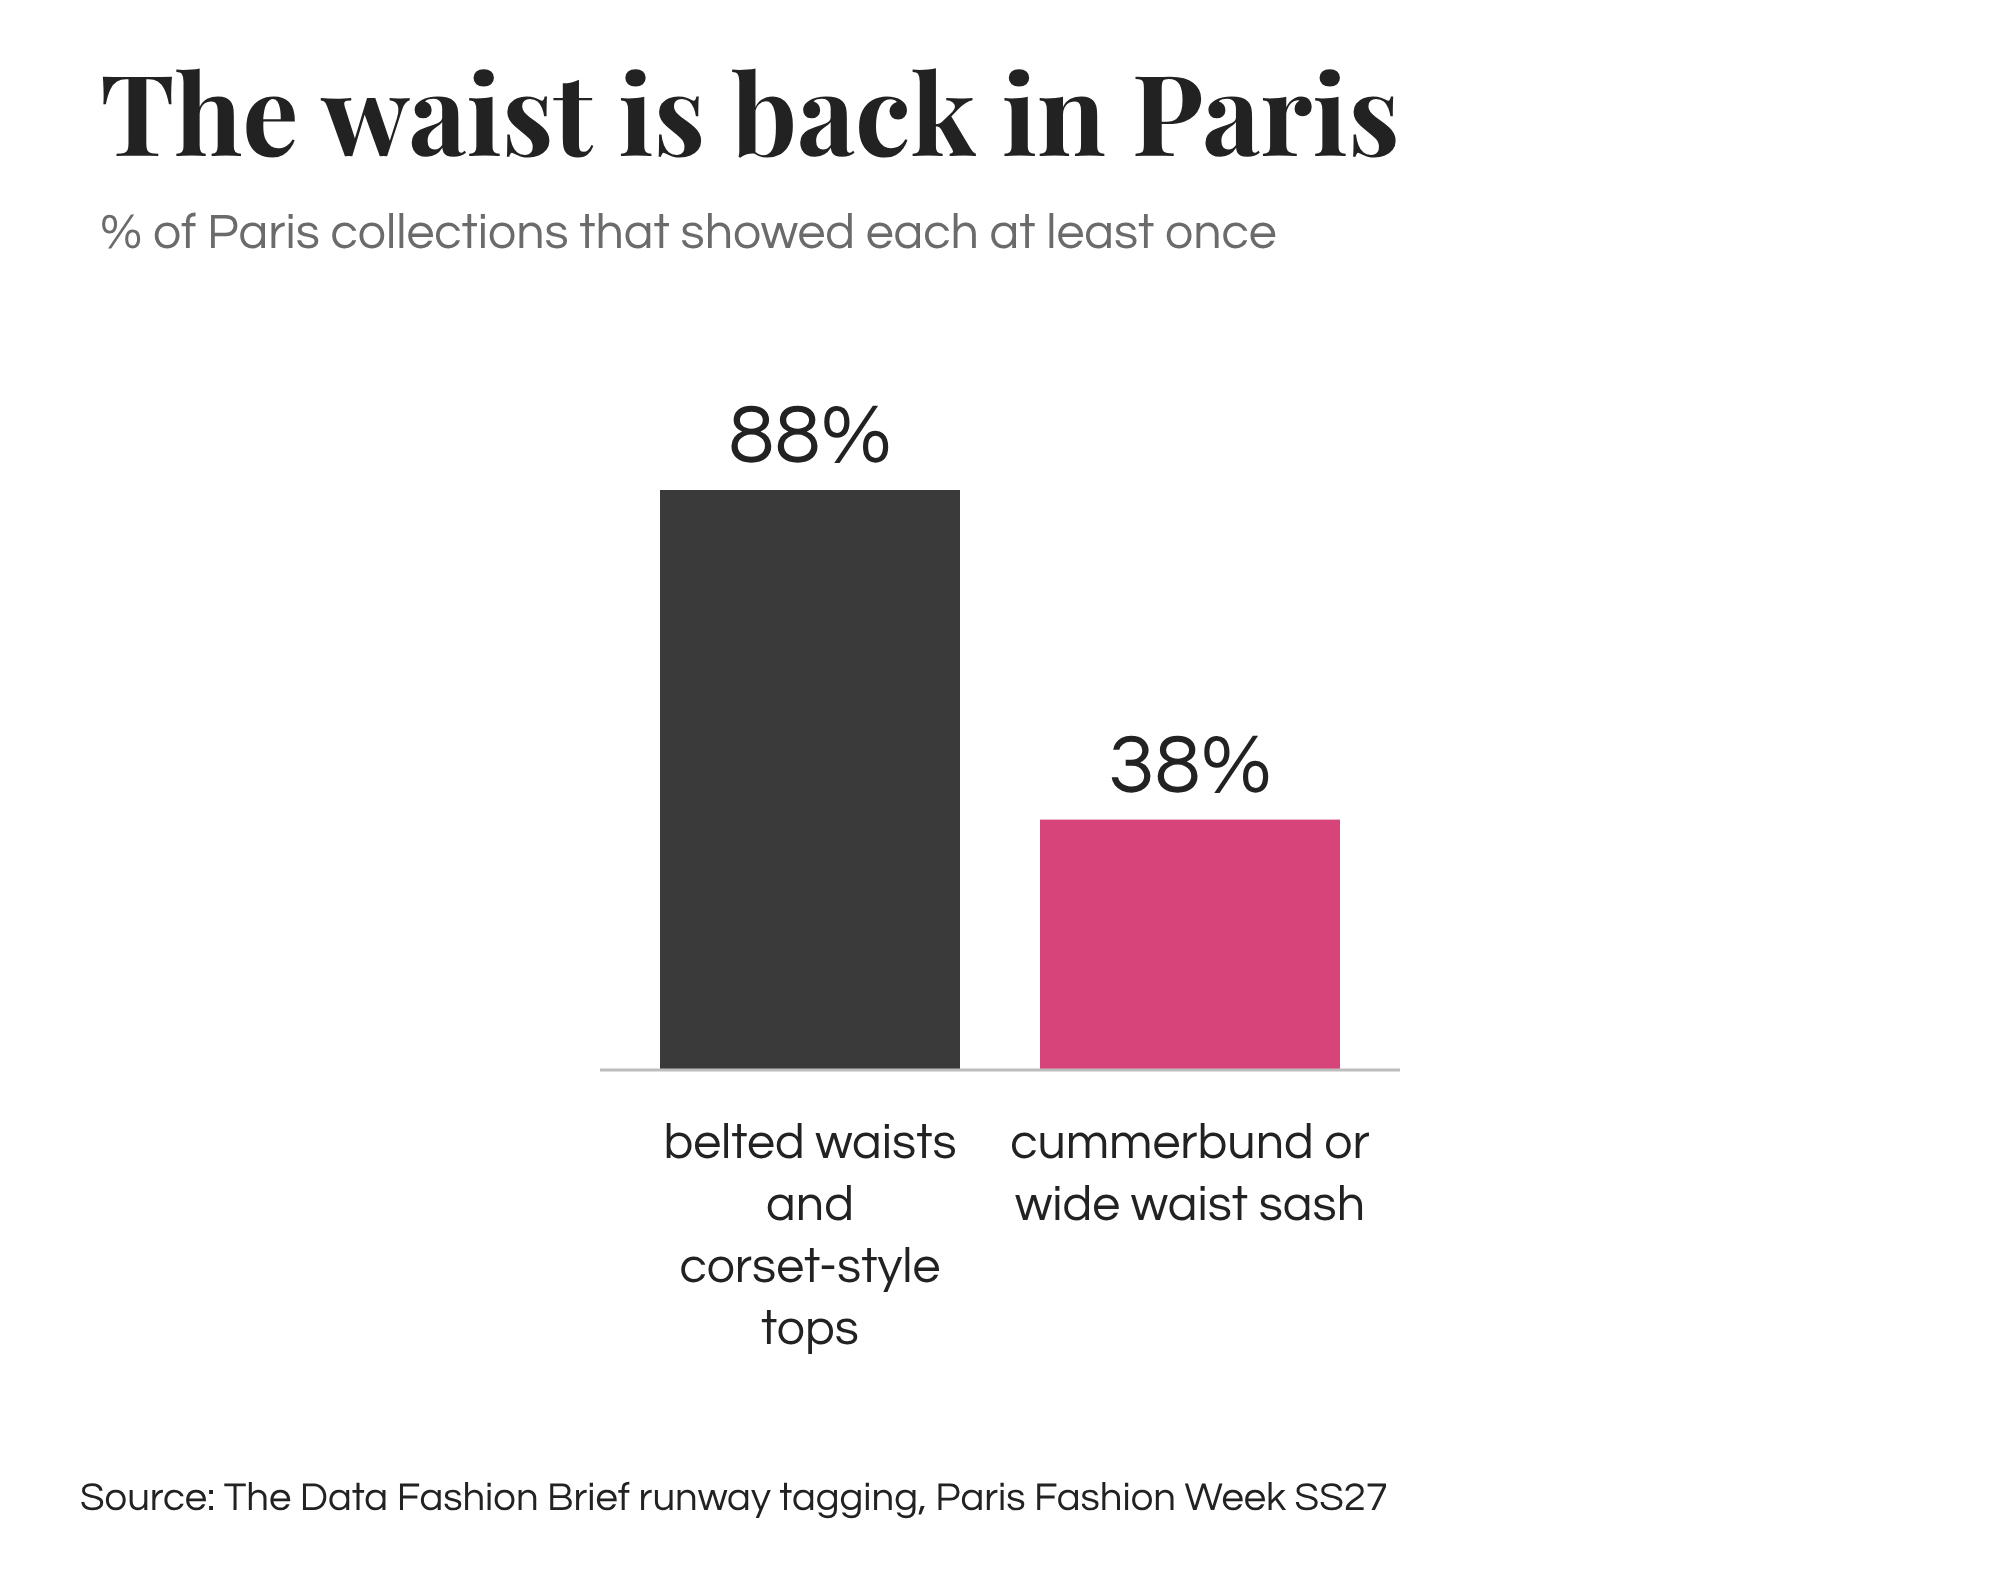 The waist is back in Paris
% of Paris collections that showed each at least once
88%
38%
belted waists
and
corset-style
tops
cummerbund or
wide waist sash
Source: The Data Fashion Brief runway tagging, Paris Fashion Week SS27